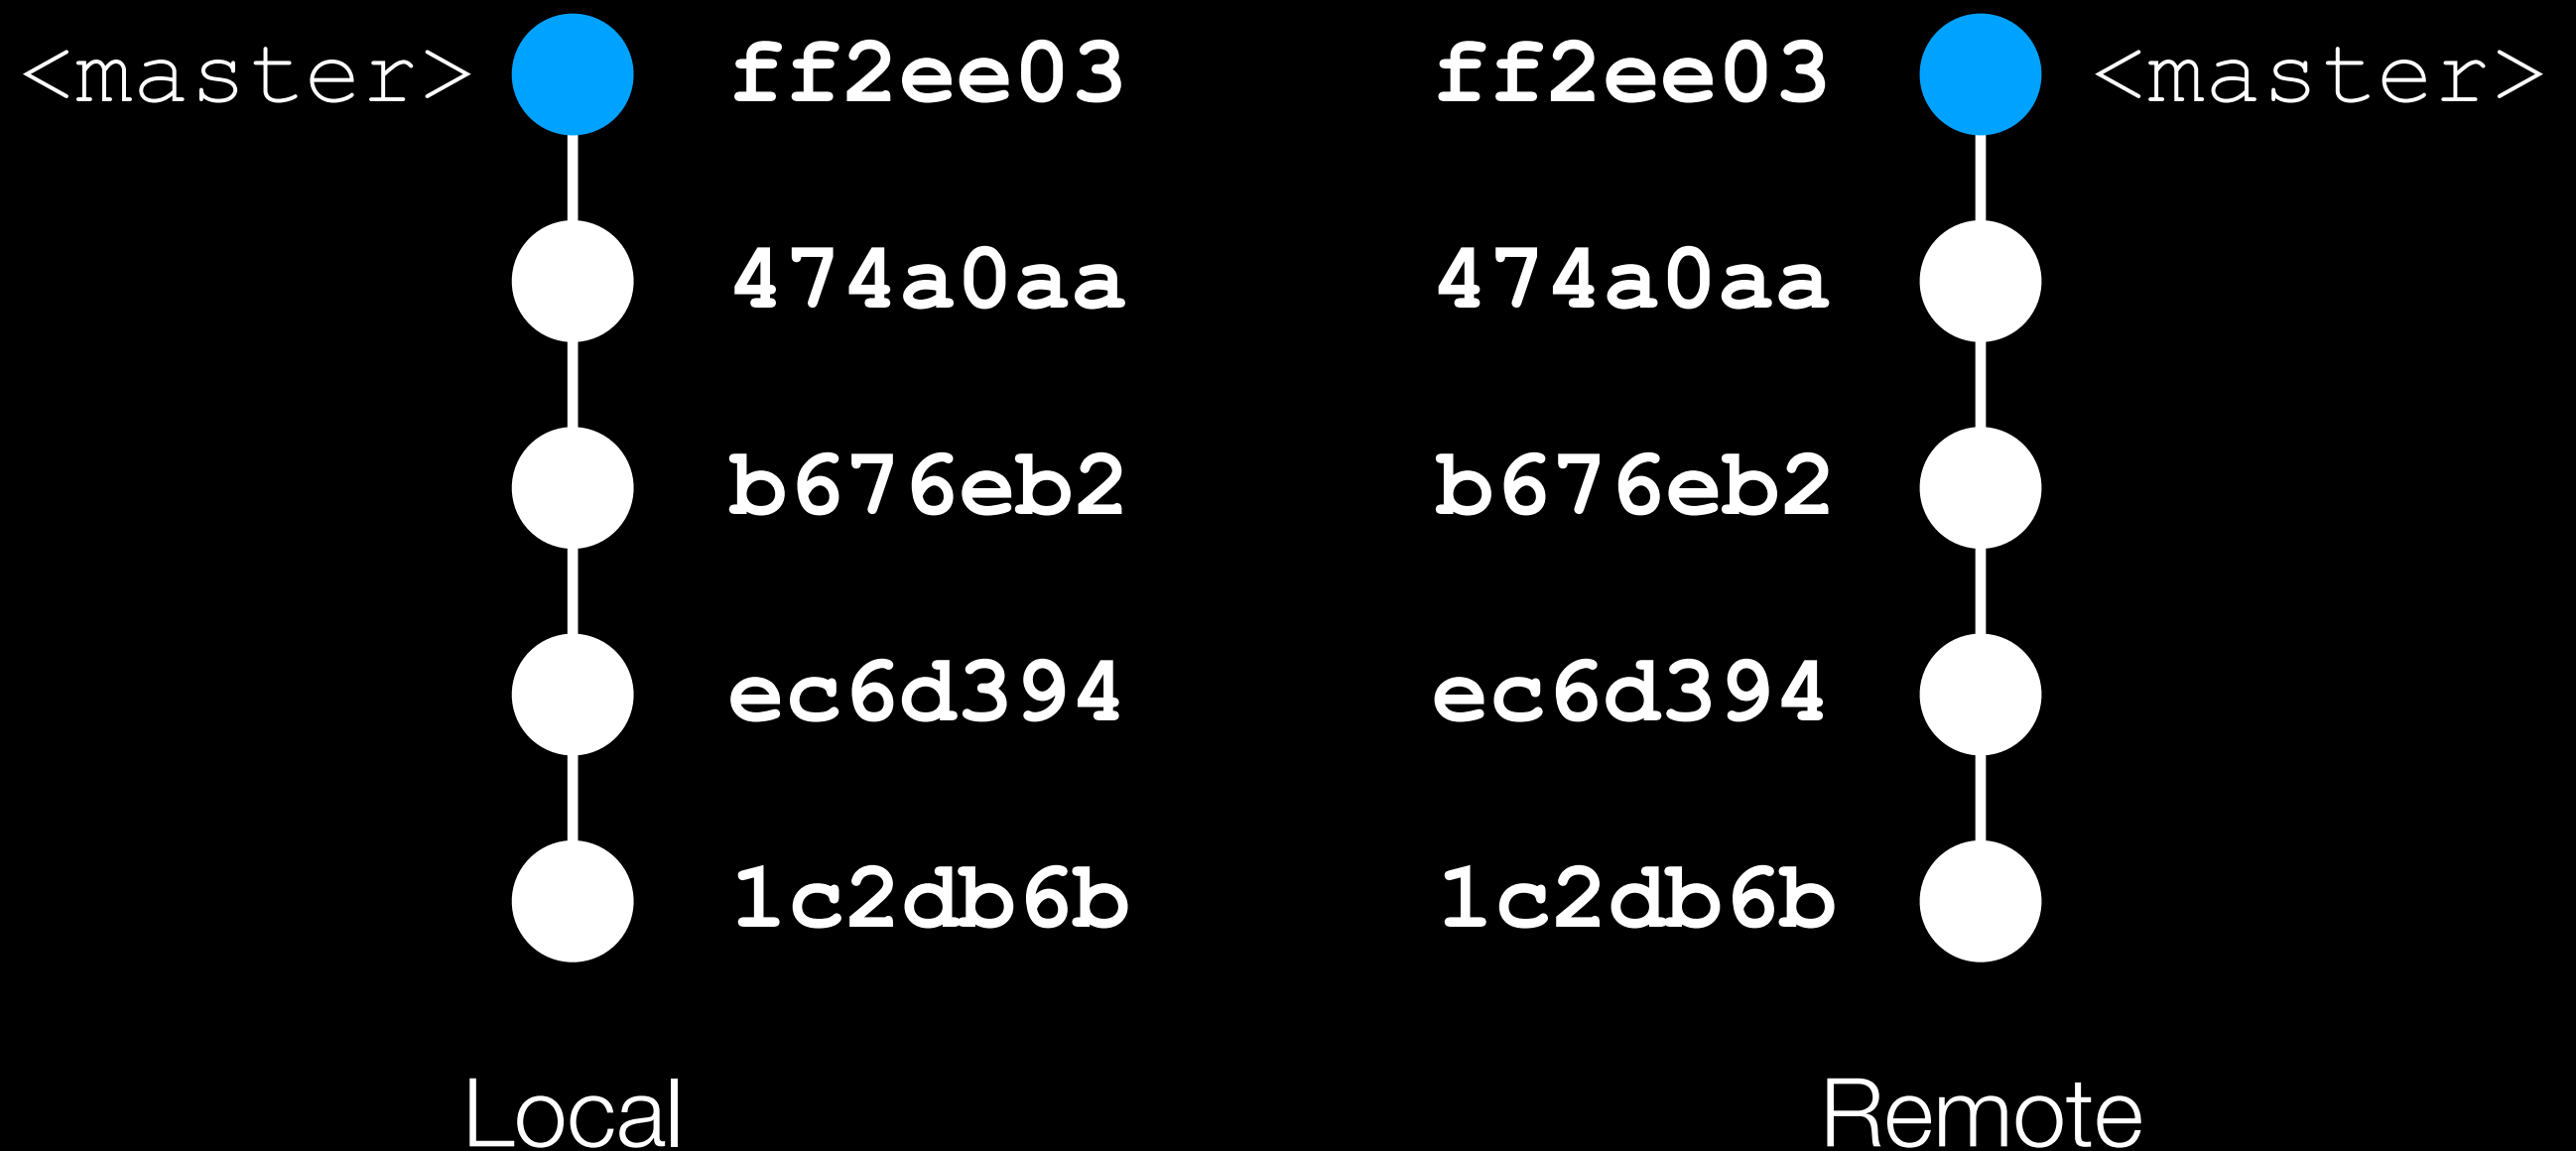 <master> ff2ee03 ff2ee03 <master>
474a0aa 474a0aa
b676eb2 b676eb2
ec6d394 ec6d394
1c2db6b 1c2db6b
Local Remote